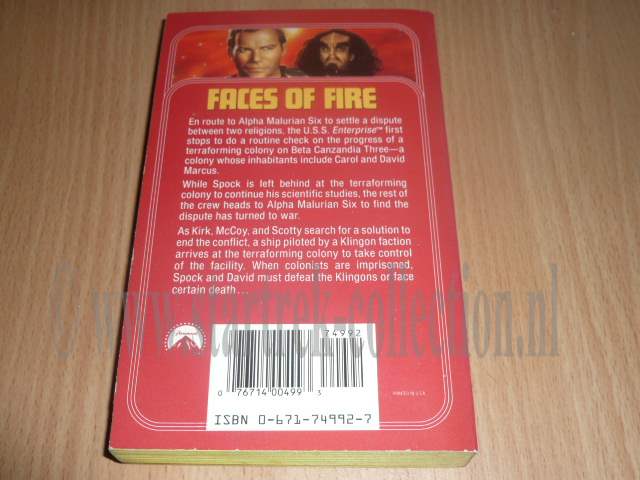 FACES OF FIRE
En route to Alpha Malurian Six to settle a dispute
between two religions, the U.S.S. Enterprise™ first
stops to do a routine check on the progress of a
terraforming colony on Beta Canzandia Three—a
colony whose inhabitants include Carol and David
Marcus.
While Spock is left behind at the terraforming
colony to continue his scientific studies, the rest of
the crew heads to Alpha Malurian Six to find the
dispute has turned to war.
As Kirk, McCoy, and Scotty search for a solution to
end the conflict, a ship piloted by a Klingon faction
arrives at the terraforming colony to take control
of the facility. When colonists are imprisoned,
Spock and David must defeat the Klingons or face
certain death...
© www.startrek-collection.nl
74992
0 76714 00499 3
ISBN 0-671-74992-7